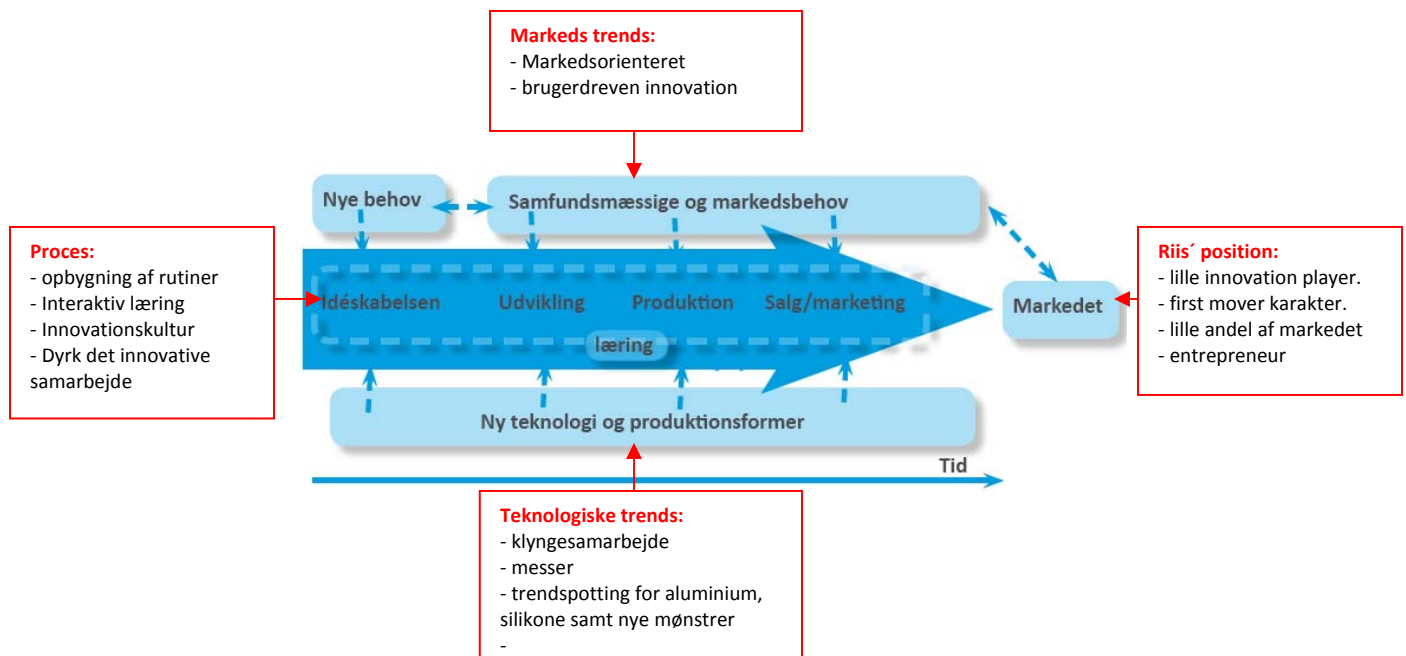 Markeds trends:
- Markedsorienteret
- brugerdreven innovation
Nye behov
Samfundsmæssige og markedsbehov
Proces:
- opbygning af rutiner
- Interaktiv læring
- Innovationskultur
- Dyrk det innovative
samarbejde
Idéskabelsen
Udvikling
Produktion
Salg/marketing
læring
Markedet
Riis´ position:
- lille innovation player.
- first mover karakter.
- lille andel af markedet
- entrepreneur
Ny teknologi og produktionsformer
Tid
Teknologiske trends:
- klyngesamarbejde
- messer
- trendspotting for aluminium,
silikone samt nye mønstrer
-